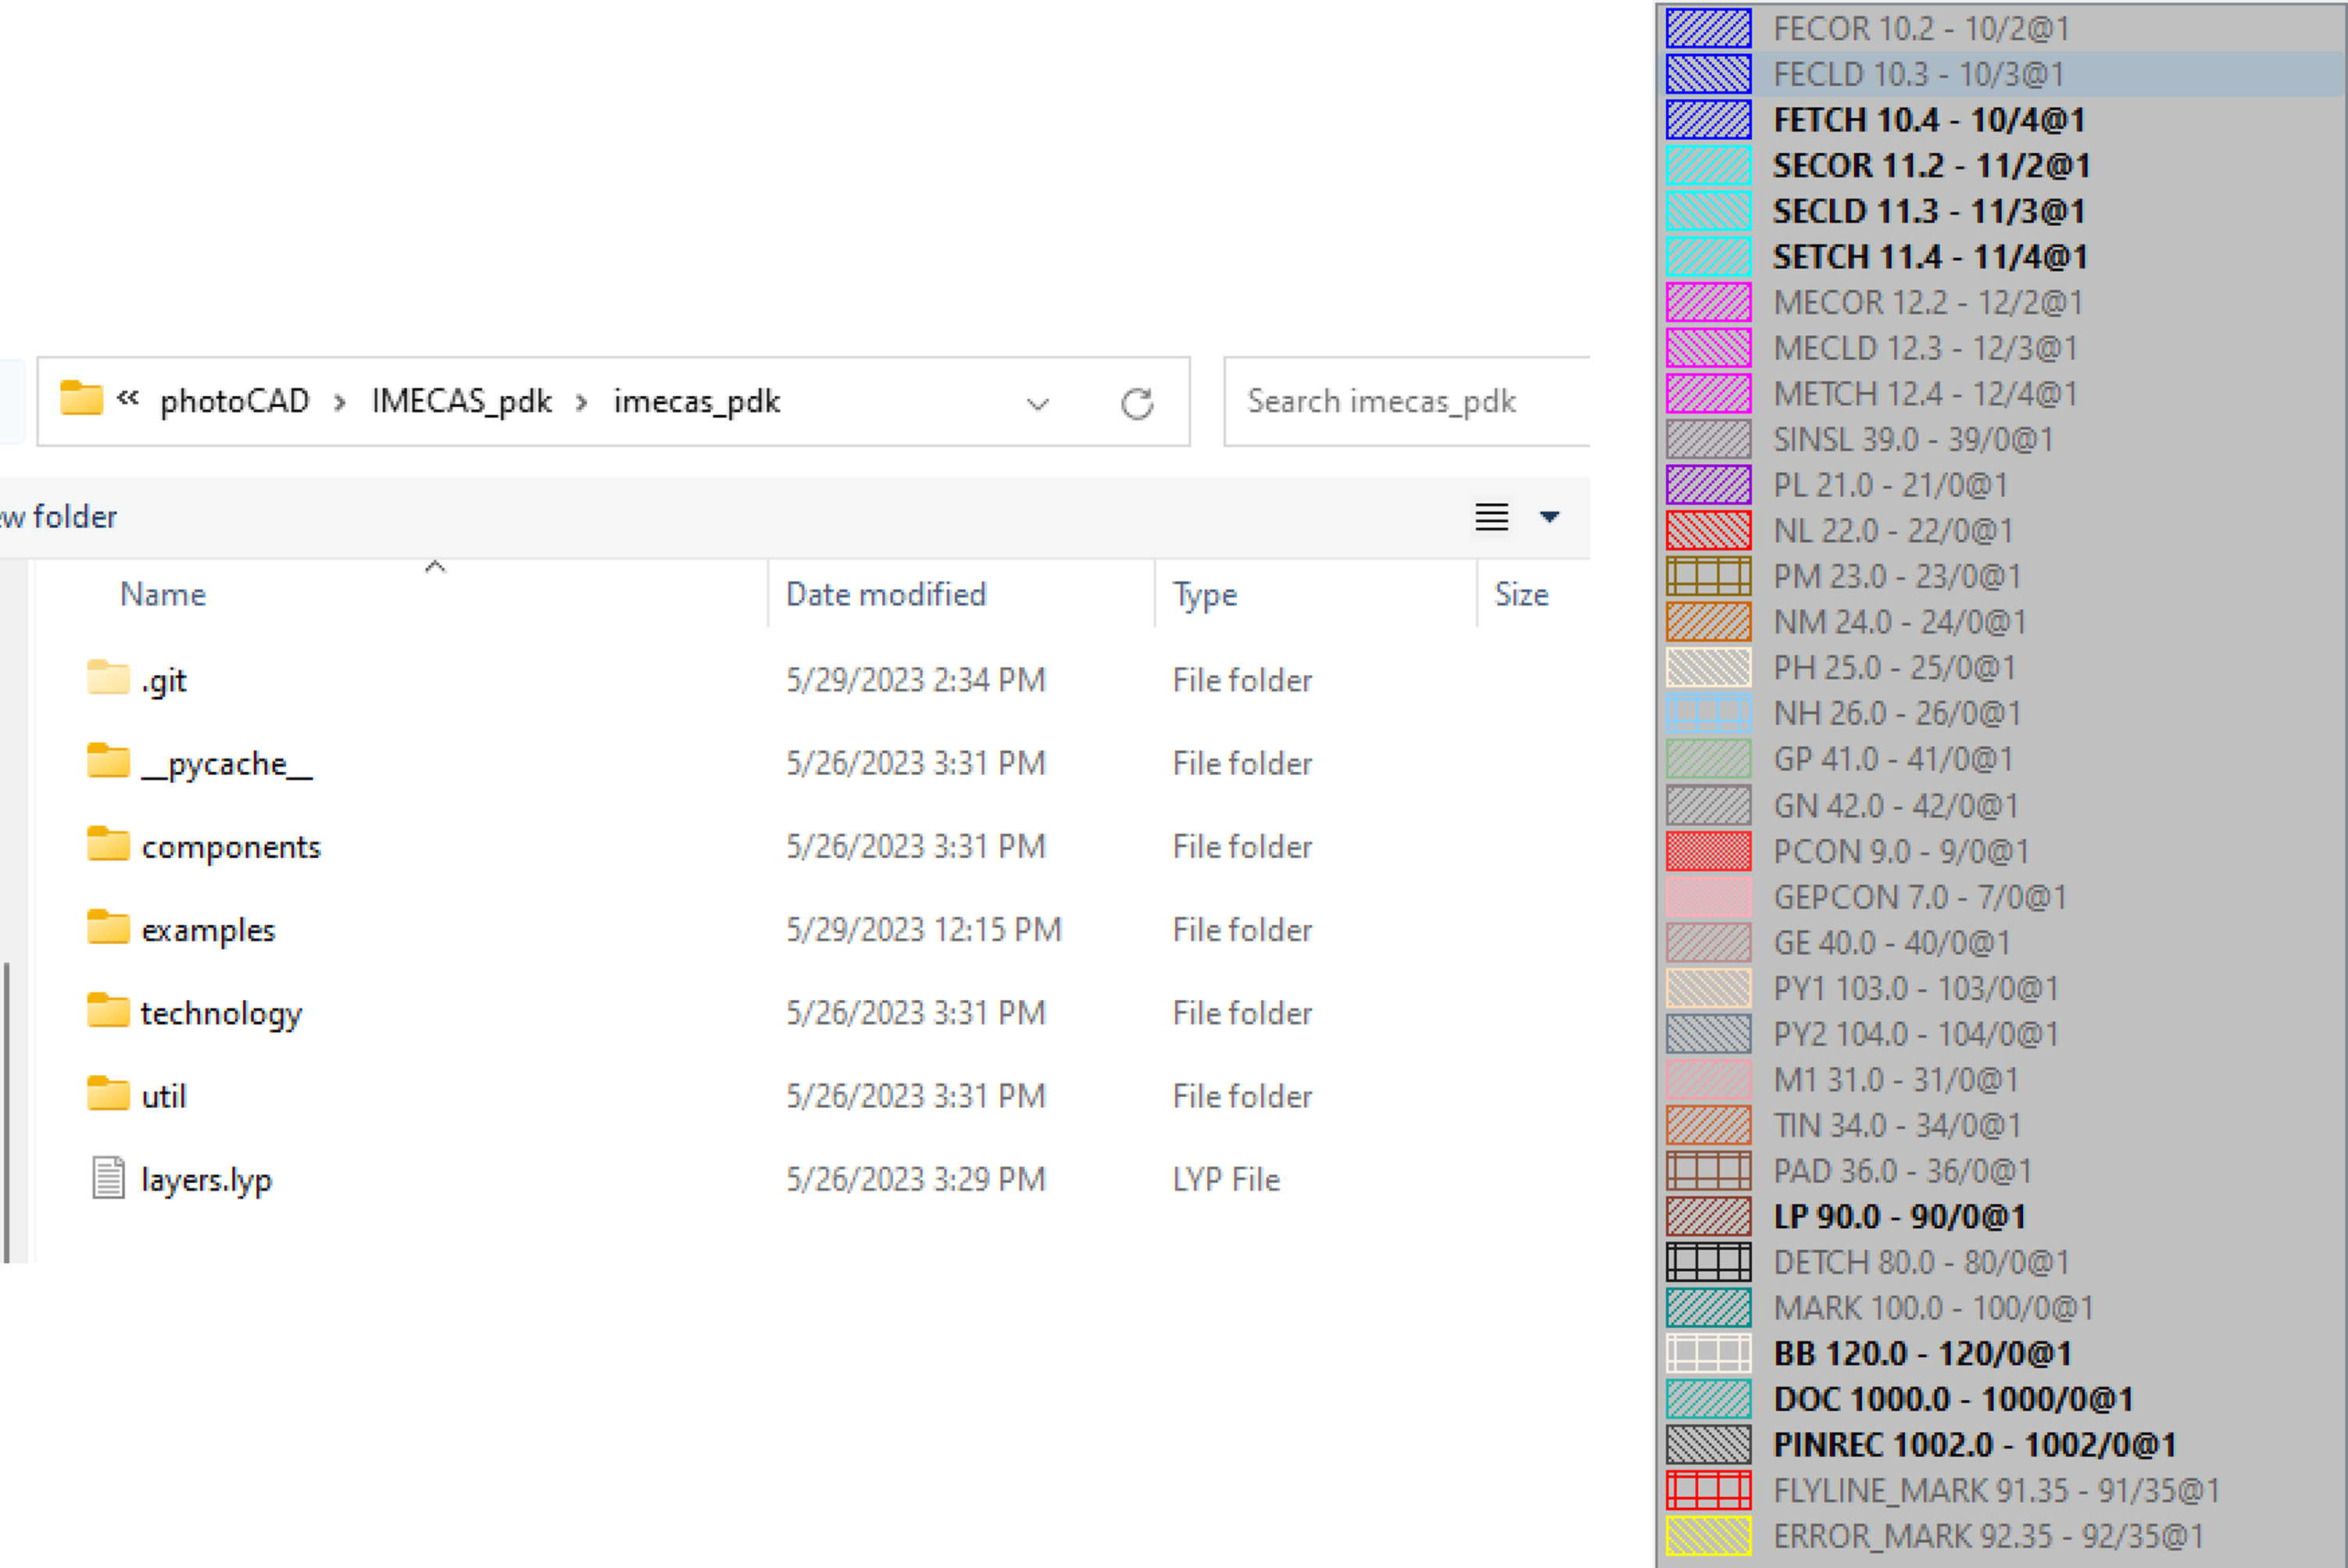 « photoCAD › IMECAS_pdk › imecas_pdk
Search imecas_pdk
ew folder
Name Date modified Type Size
.git 5/29/2023 2:34 PM File folder
__pycache__ 5/26/2023 3:31 PM File folder
components 5/26/2023 3:31 PM File folder
examples 5/29/2023 12:15 PM File folder
technology 5/26/2023 3:31 PM File folder
util 5/26/2023 3:31 PM File folder
layers.lyp 5/26/2023 3:29 PM LYP File
FECOR 10.2 - 10/2@1
FECLD 10.3 - 10/3@1
FETCH 10.4 - 10/4@1
SECOR 11.2 - 11/2@1
SECLD 11.3 - 11/3@1
SETCH 11.4 - 11/4@1
MECOR 12.2 - 12/2@1
MECLD 12.3 - 12/3@1
METCH 12.4 - 12/4@1
SINSL 39.0 - 39/0@1
PL 21.0 - 21/0@1
NL 22.0 - 22/0@1
PM 23.0 - 23/0@1
NM 24.0 - 24/0@1
PH 25.0 - 25/0@1
NH 26.0 - 26/0@1
GP 41.0 - 41/0@1
GN 42.0 - 42/0@1
PCON 9.0 - 9/0@1
GEPCON 7.0 - 7/0@1
GE 40.0 - 40/0@1
PY1 103.0 - 103/0@1
PY2 104.0 - 104/0@1
M1 31.0 - 31/0@1
TIN 34.0 - 34/0@1
PAD 36.0 - 36/0@1
LP 90.0 - 90/0@1
DETCH 80.0 - 80/0@1
MARK 100.0 - 100/0@1
BB 120.0 - 120/0@1
DOC 1000.0 - 1000/0@1
PINREC 1002.0 - 1002/0@1
FLYLINE_MARK 91.35 - 91/35@1
ERROR_MARK 92.35 - 92/35@1